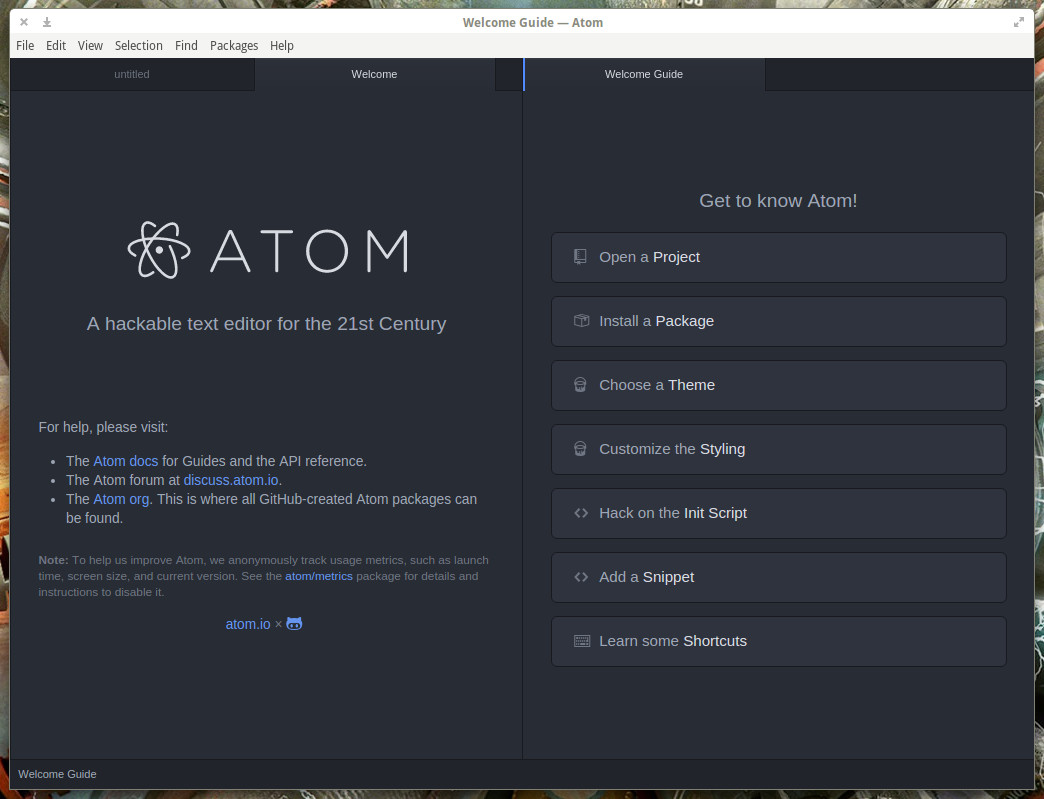 Welcome Guide — Atom
File Edit View Selection Find Packages Help
untitled
Welcome
Welcome Guide
ATOM
A hackable text editor for the 21st Century
For help, please visit:
• The Atom docs for Guides and the API reference.
• The Atom forum at discuss.atom.io.
• The Atom org. This is where all GitHub-created Atom packages can
be found.
Note: To help us improve Atom, we anonymously track usage metrics, such as launch
time, screen size, and current version. See the atom/metrics package for details and
instructions to disable it.
atom.io ×
Get to know Atom!
Open a Project
Install a Package
Choose a Theme
Customize the Styling
Hack on the Init Script
Add a Snippet
Learn some Shortcuts
Welcome Guide